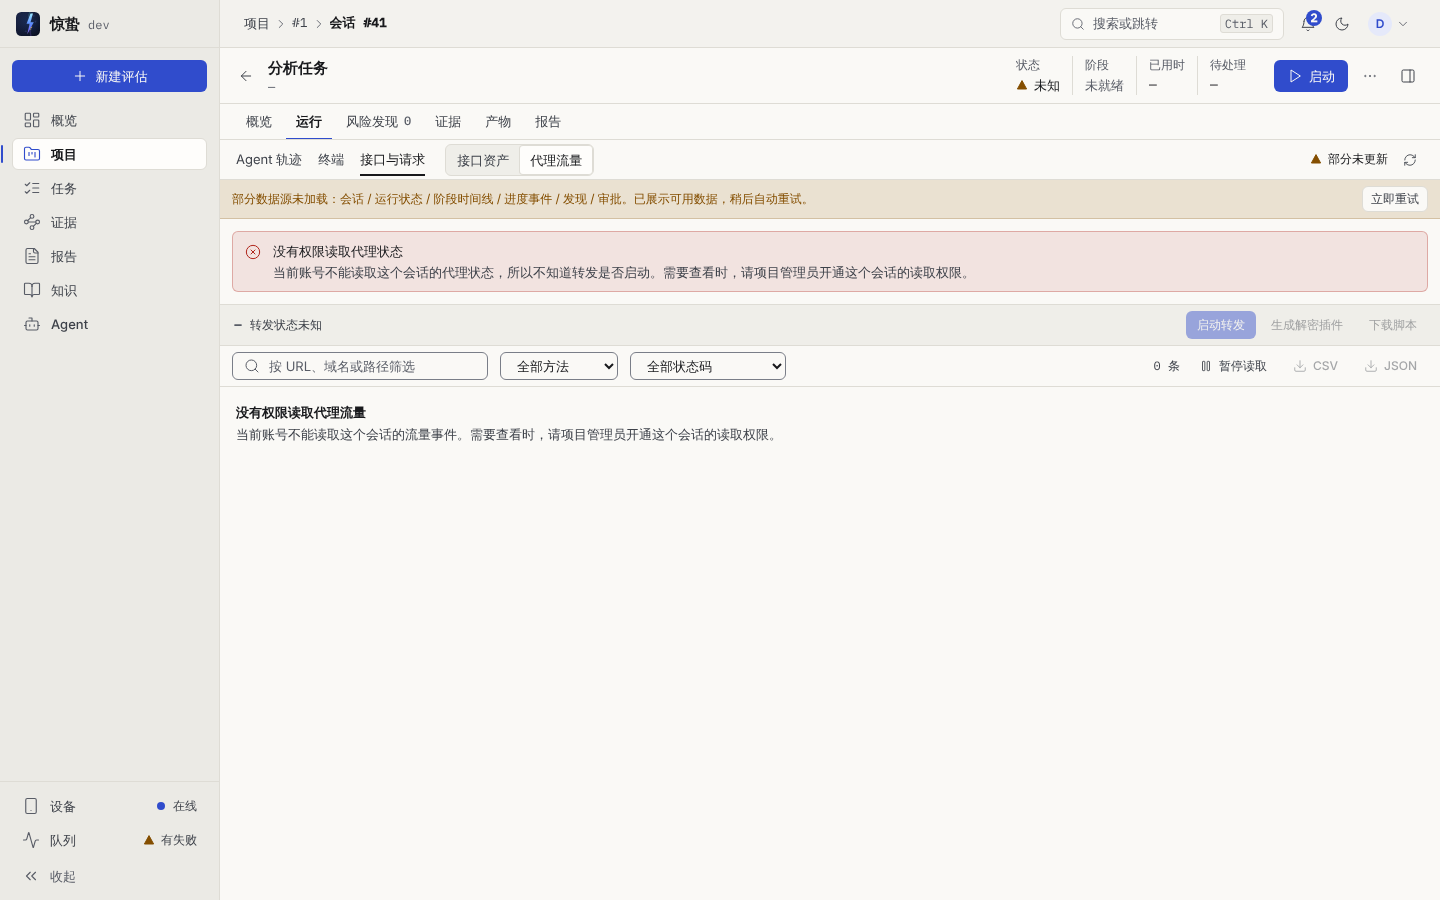 惊蛰 dev
项目 > #1 > 会话 #41
搜索或跳转 Ctrl K
2
D
新建评估
概览
项目
任务
证据
报告
知识
Agent
设备 在线
队列 有失败
收起
分析任务
—
状态 未知
阶段 未就绪
已用时 —
待处理 —
启动
概览 运行 风险发现 0 证据 产物 报告
Agent 轨迹 终端 接口与请求 接口资产 代理流量
部分未更新
部分数据源未加载：会话 / 运行状态 / 阶段时间线 / 进度事件 / 发现 / 审批。已展示可用数据，稍后自动重试。 立即重试
没有权限读取代理状态
当前账号不能读取这个会话的代理状态，所以不知道转发是否启动。需要查看时，请项目管理员开通这个会话的读取权限。
— 转发状态未知 启动转发 生成解密插件 下载脚本
按 URL、域名或路径筛选 全部方法 全部状态码 0 条 暂停读取 CSV JSON
没有权限读取代理流量
当前账号不能读取这个会话的流量事件。需要查看时，请项目管理员开通这个会话的读取权限。